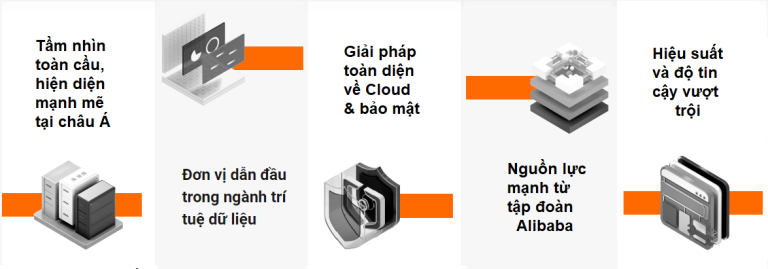 Tầm nhìn
toàn cầu,
hiện diện
mạnh mẽ
tại châu Á
Đơn vị dẫn đầu
trong ngành trí
tuệ dữ liệu
Giải pháp
toàn diện
về Cloud
& bảo mật
Nguồn lực
mạnh từ
tập đoàn
Alibaba
Hiệu suất
và độ tin
cậy vượt
trội